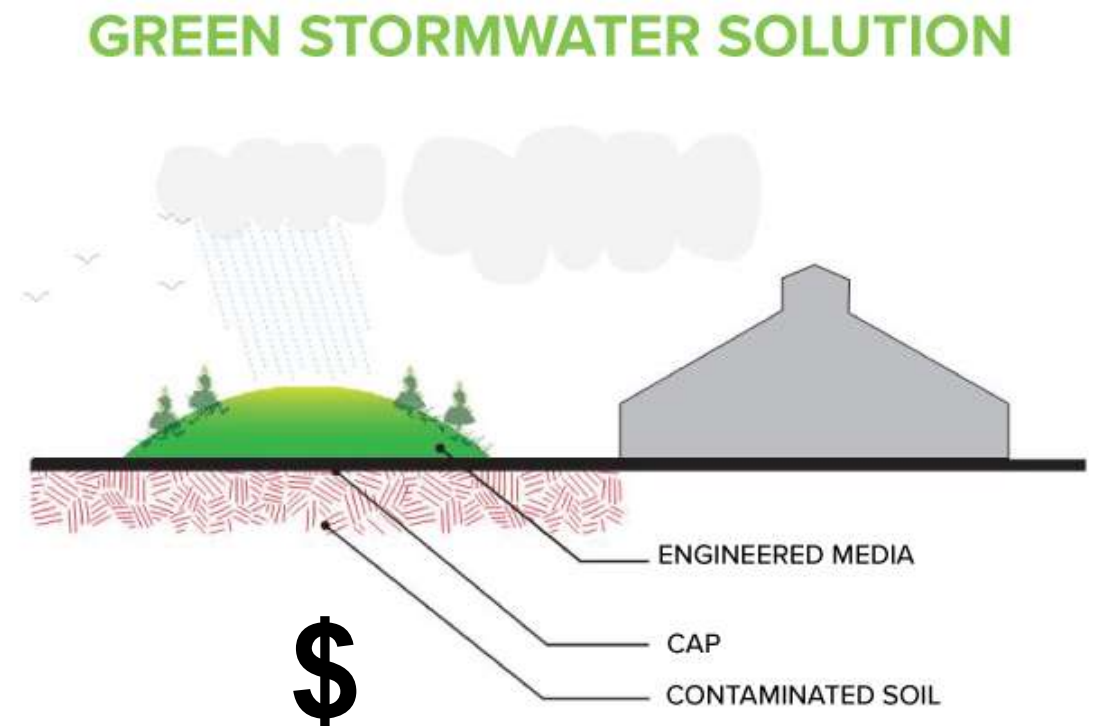 GREEN STORMWATER SOLUTION
ENGINEERED MEDIA
CAP
CONTAMINATED SOIL
$